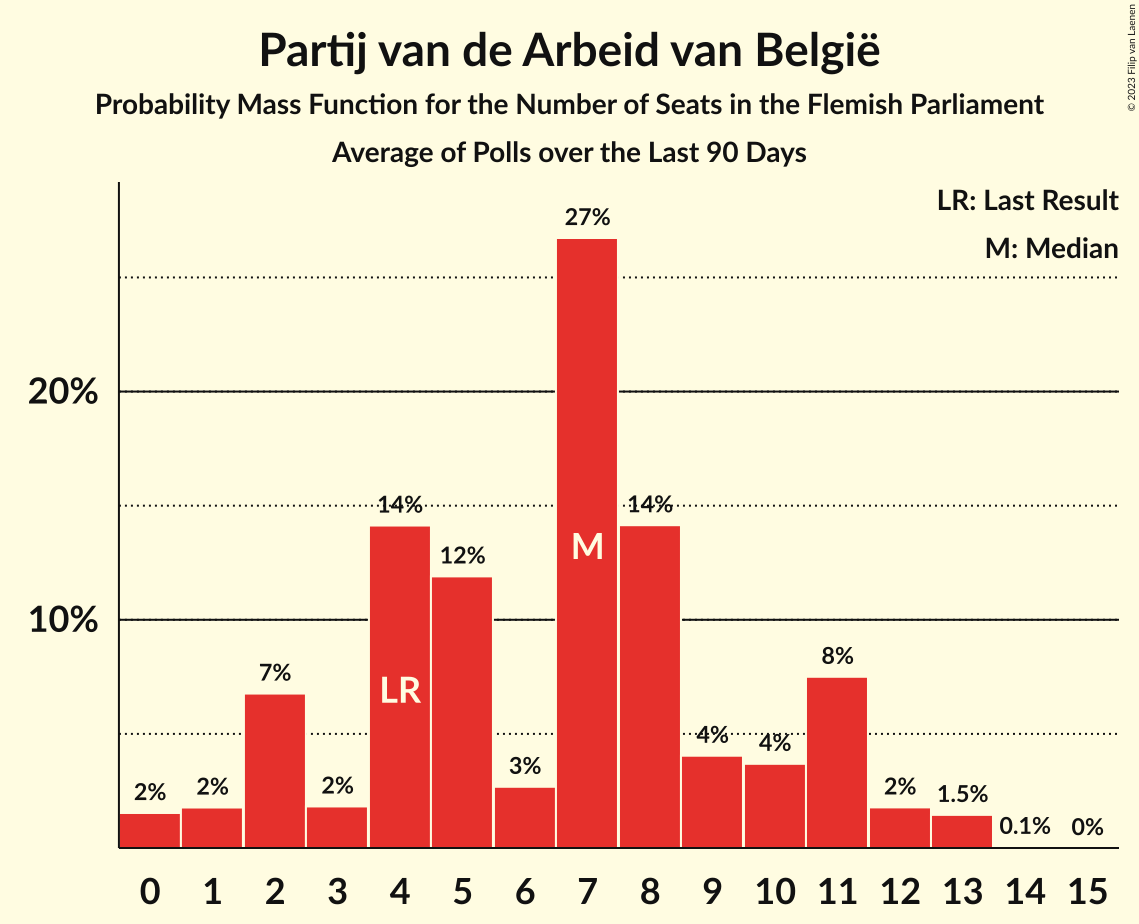 Partij van de Arbeid van België
Probability Mass Function for the Number of Seats in the Flemish Parliament
Average of Polls over the Last 90 Days
© 2023 Filip van Laenen
LR: Last Result
M: Median
27%
20%
14%
14%
12%
M
10%
8%
7%
LR
4%
4%
3%
2%
2%
2%
2%
1.5%
0.1%
0%
0 1 2 3 4 5 6 7 8 9 10 11 12 13 14 15